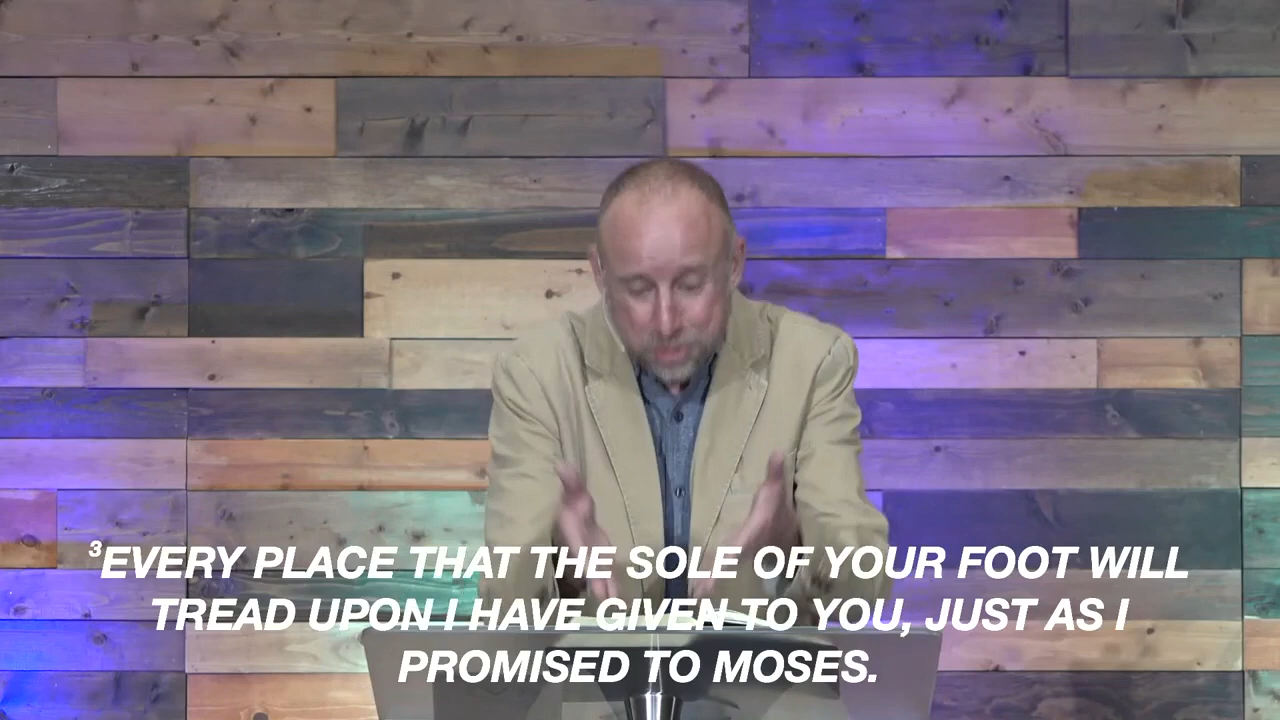 ³EVERY PLACE THAT THE SOLE OF YOUR FOOT WILL
TREAD UPON I HAVE GIVEN TO YOU, JUST AS I
PROMISED TO MOSES.